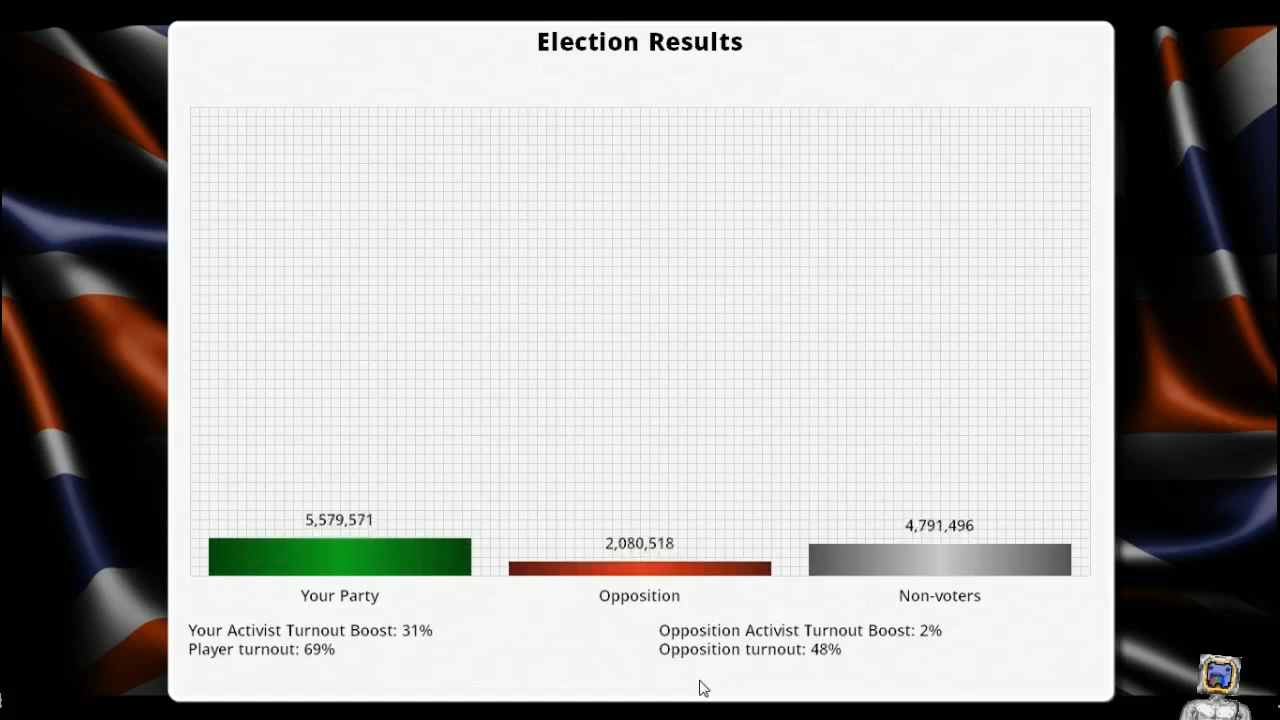 Election Results
5,579,571
2,080,518
4,791,496
Your Party
Opposition
Non-voters
Your Activist Turnout Boost: 31%
Player turnout: 69%
Opposition Activist Turnout Boost: 2%
Opposition turnout: 48%